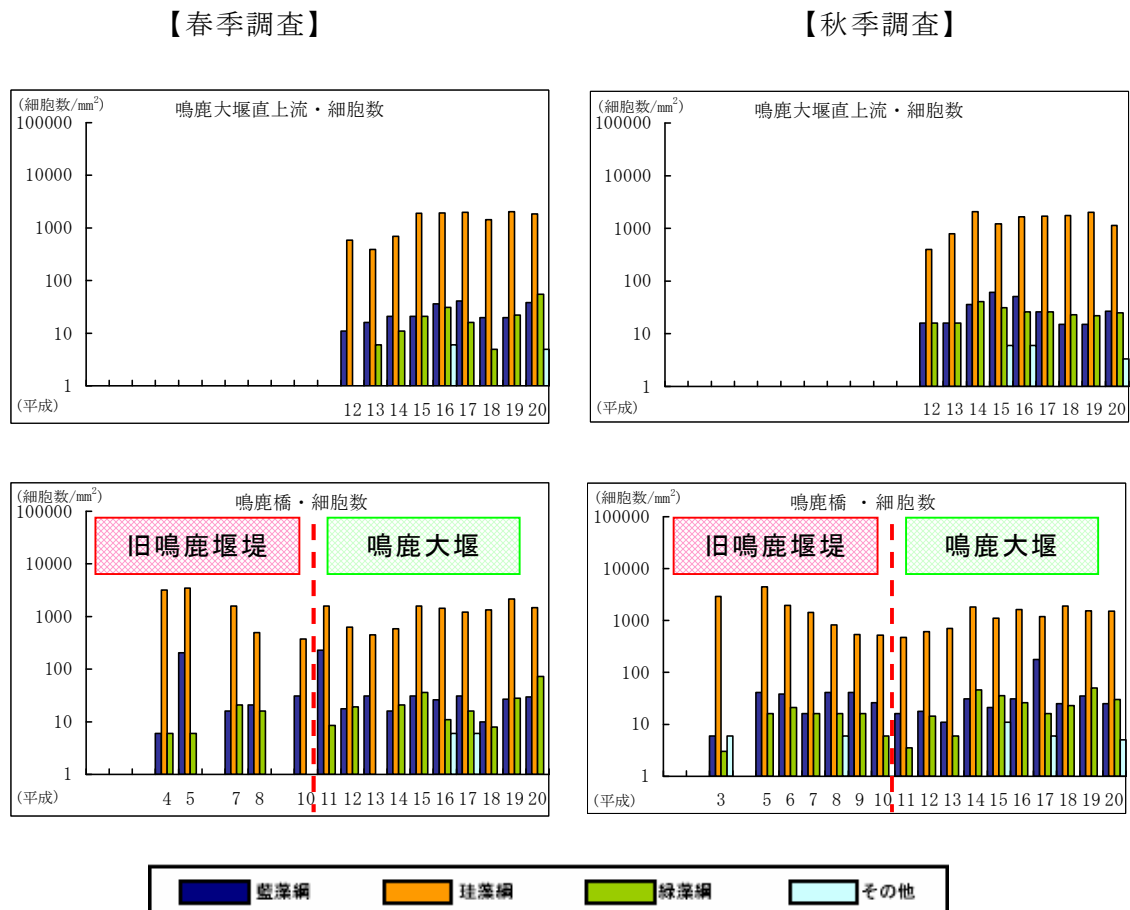 【春季調査】
【秋季調査】
(細胞数/mm²)
鳴鹿大堰直上流・細胞数
100000
10000
1000
100
10
1
(平成)
12 13 14 15 16 17 18 19 20
(細胞数/mm²)
鳴鹿大堰直上流・細胞数
100000
10000
1000
100
10
1
(平成)
12 13 14 15 16 17 18 19 20
(細胞数/mm²)
鳴鹿橋・細胞数
100000
旧鳴鹿堰堤
鳴鹿大堰
10000
1000
100
10
1
(平成)
4 5 7 8 10 11 12 13 14 15 16 17 18 19 20
(細胞数/mm²)
鳴鹿橋・細胞数
100000
旧鳴鹿堰堤
鳴鹿大堰
10000
1000
100
10
1
(平成)
3 5 6 7 8 9 10 11 12 13 14 15 16 17 18 19 20
藍藻綱 珪藻綱 緑藻綱 その他